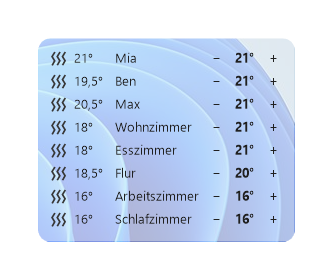 21° Mia − 21° +
19,5° Ben − 21° +
20,5° Max − 21° +
18° Wohnzimmer − 21° +
18° Esszimmer − 21° +
18,5° Flur − 20° +
16° Arbeitszimmer − 16° +
16° Schlafzimmer − 16° +